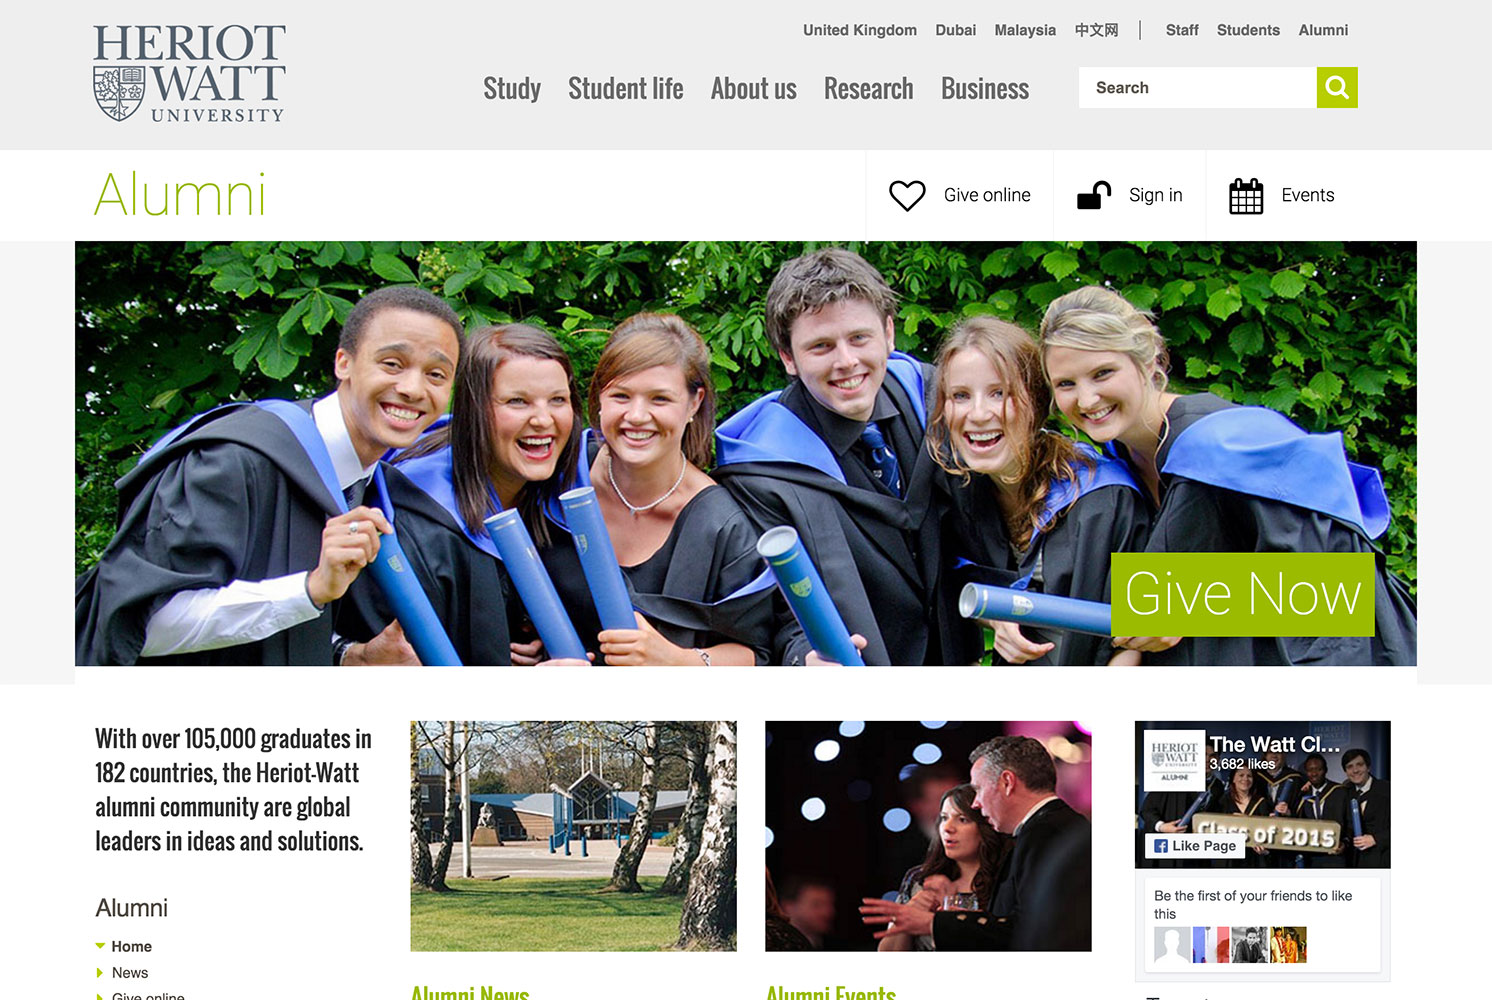 HERIOT
WATT
UNIVERSITY
United Kingdom Dubai Malaysia 中文网 Staff Students Alumni
Study Student life About us Research Business
Search
Alumni
Give online Sign in Events
Give Now
With over 105,000 graduates in
182 countries, the Heriot-Watt
alumni community are global
leaders in ideas and solutions.
Alumni
Home
News
Give online
Alumni News
Alumni Events
HERIOT
WATT
UNIVERSITY
ALUMNI
The Watt Cl...
3,682 likes
Class of 2015
Like Page
Be the first of your friends to like
this